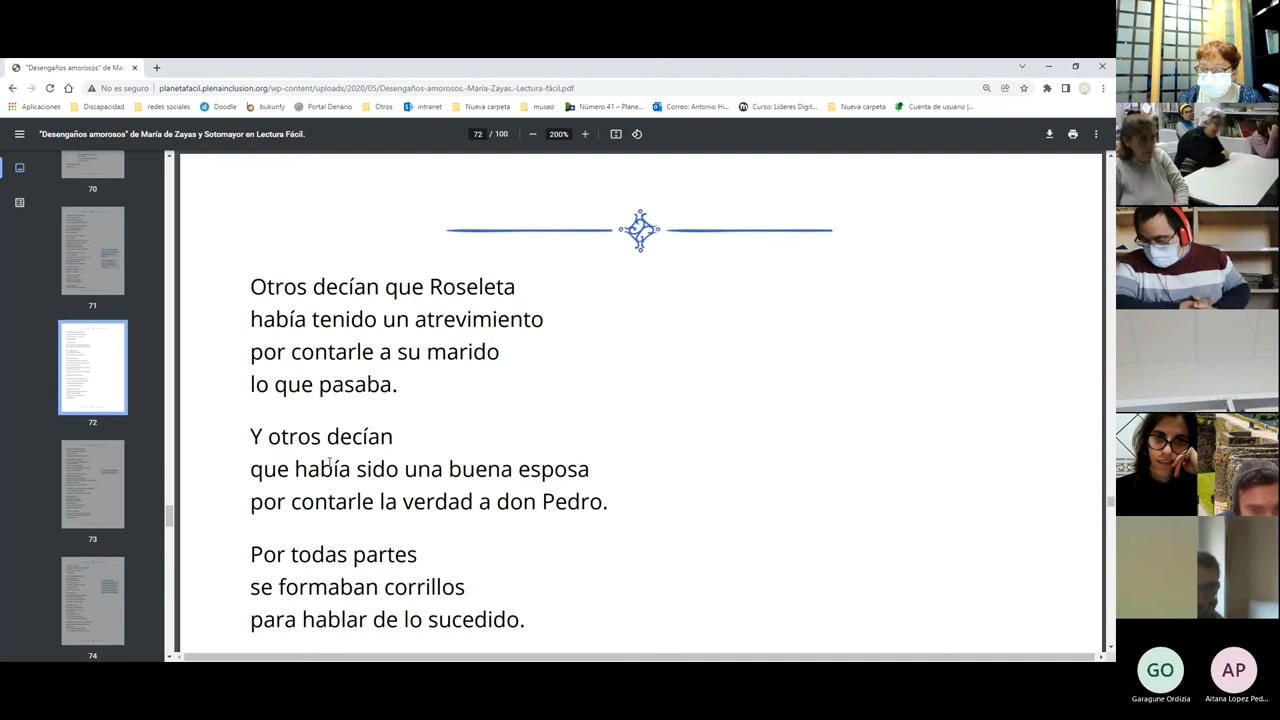 "Desengaños amorosos" de Mar
No es seguro planetafacil.plenainclusion.org/wp-content/uploads/2020/05/Desengaños-amorosos.-María-Zayas.-Lectura-fácil.pdf
Aplicaciones Discapacidad redes sociales Doodle bukunfy Portal Denario Otros intranet Nueva carpeta museo Número 41 – Plane... Correo: Antonio Hi... Curso: Líderes Digit... Nueva carpeta Cuenta de usuario |...
"Desengaños amorosos" de María de Zayas y Sotomayor en Lectura Fácil. 72 / 100 200%
70
71
72
73
74
Otros decían que Roseleta
había tenido un atrevimiento
por contarle a su marido
lo que pasaba.
Y otros decían
que había sido una buena esposa
por contarle la verdad a don Pedro.
Por todas partes
se formaban corrillos
para hablar de lo sucedido.
GO AP
Garagune Ordizia Aitana Lopez Ped...